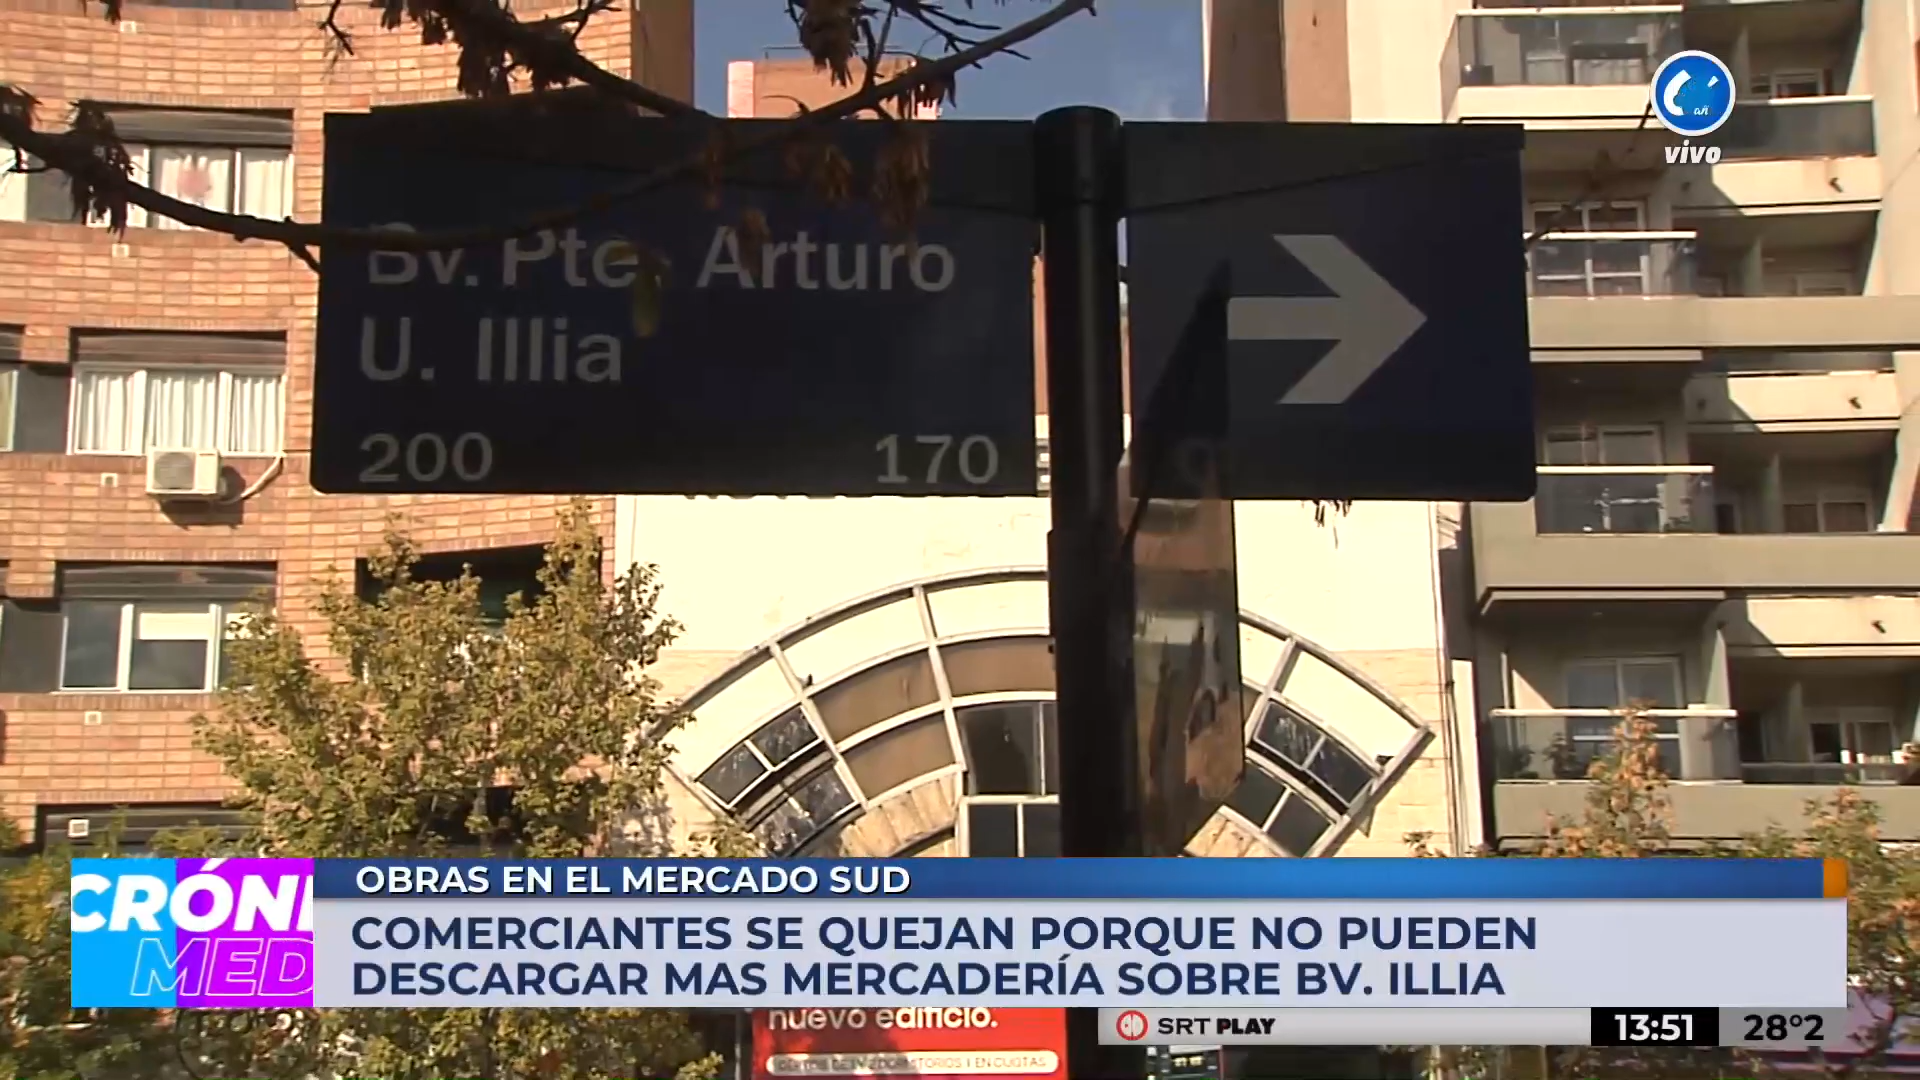 vivo
Bv. Pte. Arturo
U. Illia
200 170
CRÓNI
MED
OBRAS EN EL MERCADO SUD
COMERCIANTES SE QUEJAN PORQUE NO PUEDEN
DESCARGAR MAS MERCADERÍA SOBRE BV. ILLIA
nuevo edificio.
SRT PLAY
13:51 28°2